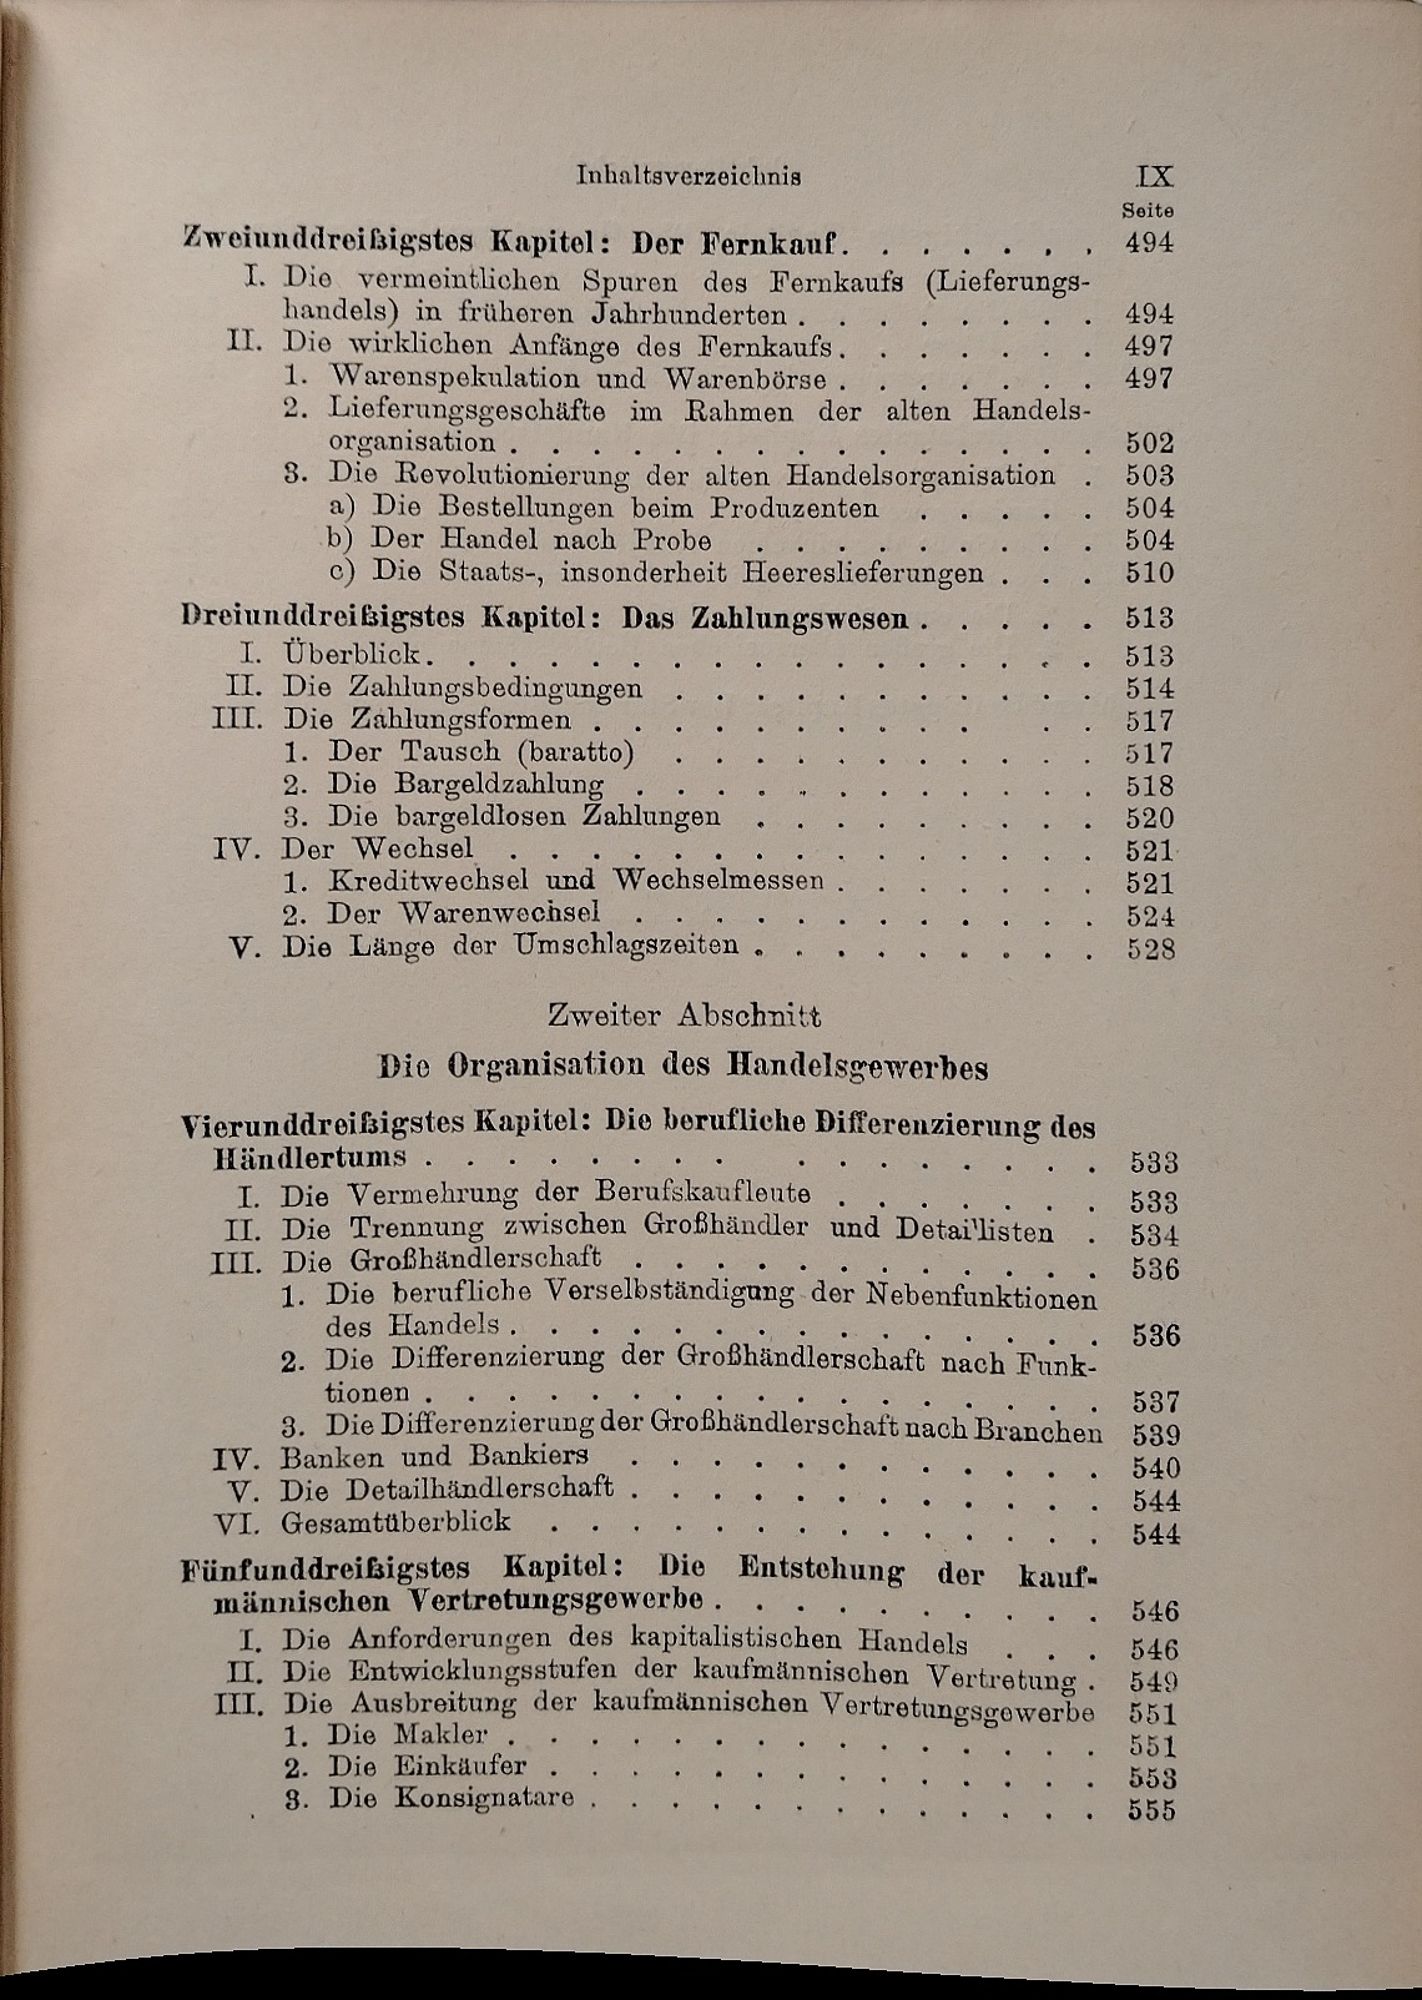 Inhaltsverzeichnis IX
Seite
Zweiunddreißigstes Kapitel: Der Fernkauf . . . . . . . 494
I. Die vermeintlichen Spuren des Fernkaufs (Lieferungs-
handels) in früheren Jahrhunderten . . . . . . . . 494
II. Die wirklichen Anfänge des Fernkaufs . . . . . . . 497
1. Warenspekulation und Warenbörse . . . . . . . 497
2. Lieferungsgeschäfte im Rahmen der alten Handels-
organisation . . . . . . . . . . . . . . . 502
3. Die Revolutionierung der alten Handelsorganisation . 503
a) Die Bestellungen beim Produzenten . . . . . 504
b) Der Handel nach Probe . . . . . . . . . 504
c) Die Staats-, insonderheit Heereslieferungen . . . 510
Dreiunddreißigstes Kapitel: Das Zahlungswesen . . . . . 513
I. Überblick . . . . . . . . . . . . . . . . . 513
II. Die Zahlungsbedingungen . . . . . . . . . . . 514
III. Die Zahlungsformen . . . . . . . . . . . . 517
1. Der Tausch (baratto) . . . . . . . . . . . 517
2. Die Bargeldzahlung . . . . . . . . . . . . 518
3. Die bargeldlosen Zahlungen . . . . . . . . . 520
IV. Der Wechsel . . . . . . . . . . . . . . . 521
1. Kreditwechsel und Wechselmessen . . . . . . . 521
2. Der Warenwechsel . . . . . . . . . . . . 524
V. Die Länge der Umschlagszeiten . . . . . . . . . 528
Zweiter Abschnitt
Die Organisation des Handelsgewerbes
Vierunddreißigstes Kapitel: Die berufliche Differenzierung des
Händlertums . . . . . . . . . . . . . . . . 533
I. Die Vermehrung der Berufskaufleute . . . . . . . 533
II. Die Trennung zwischen Großhändler und Detai'listen . 534
III. Die Großhändlerschaft . . . . . . . . . . . . 536
1. Die berufliche Verselbständigung der Nebenfunktionen
des Handels . . . . . . . . . . . . . . . 536
2. Die Differenzierung der Großhändlerschaft nach Funk-
tionen . . . . . . . . . . . . . . . . . 537
3. Die Differenzierung der Großhändlerschaft nach Branchen 539
IV. Banken und Bankiers . . . . . . . . . . . . 540
V. Die Detailhändlerschaft . . . . . . . . . . . . 544
VI. Gesamtüberblick . . . . . . . . . . . . . . 544
Fünfunddreißigstes Kapitel: Die Entstehung der kauf-
männischen Vertretungsgewerbe . . . . . . . . . . 546
I. Die Anforderungen des kapitalistischen Handels . . . 546
II. Die Entwicklungsstufen der kaufmännischen Vertretung . 549
III. Die Ausbreitung der kaufmännischen Vertretungsgewerbe 551
1. Die Makler . . . . . . . . . . . . . . . 551
2. Die Einkäufer . . . . . . . . . . . . . . 553
3. Die Konsignatare . . . . . . . . . . . . . 555